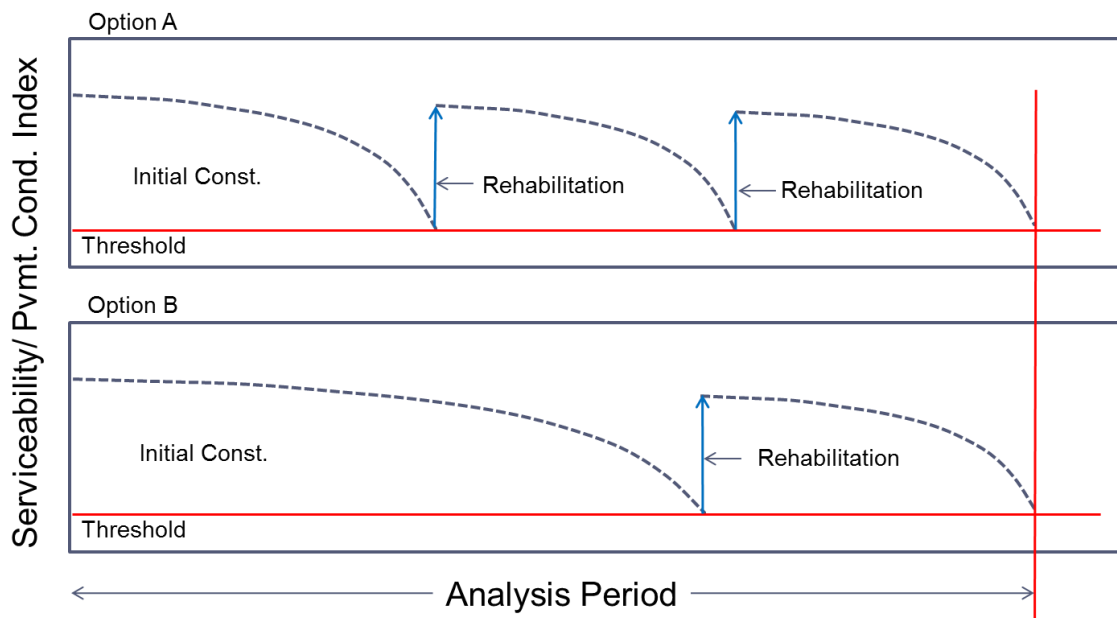 Serviceability/ Pvmt. Cond. Index
Option A
Initial Const.
Rehabilitation
Rehabilitation
Threshold
Option B
Initial Const.
Rehabilitation
Threshold
Analysis Period